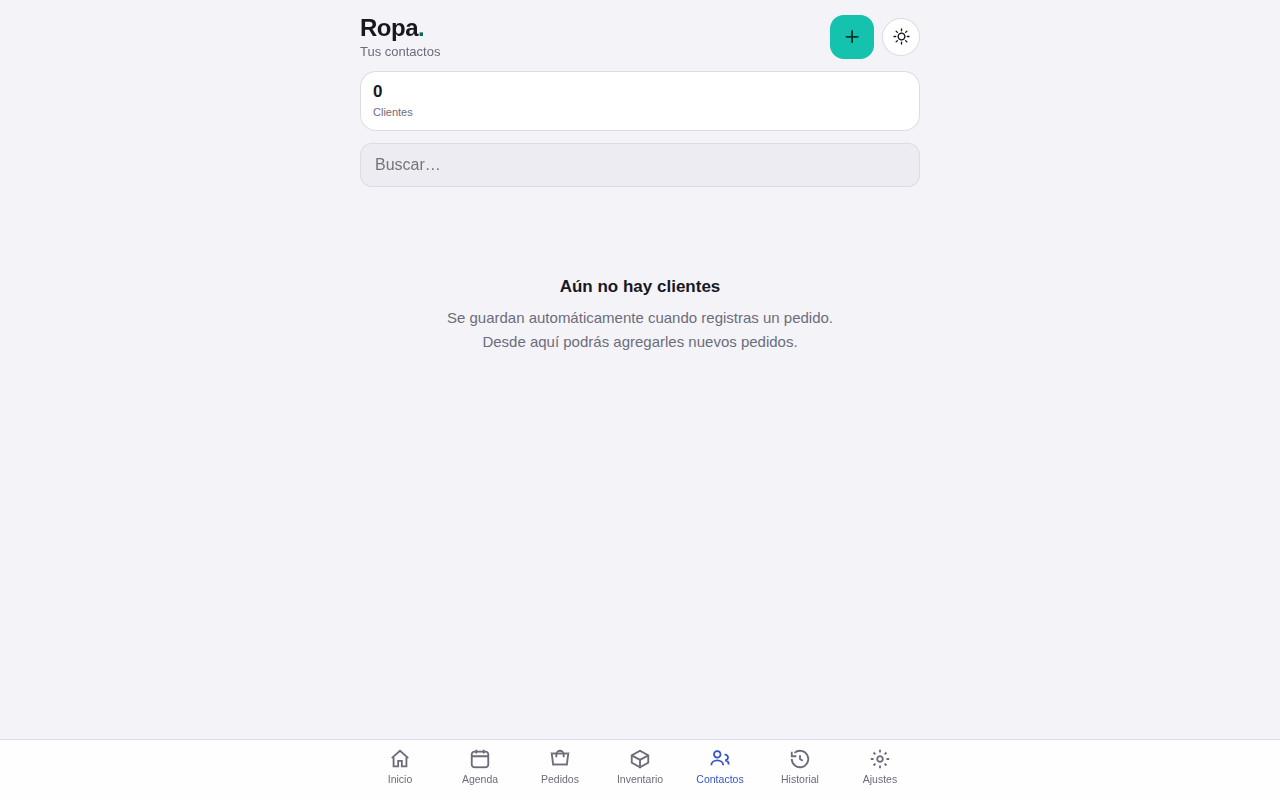 Ropa.
Tus contactos
0
Clientes
Buscar…
Aún no hay clientes
Se guardan automáticamente cuando registras un pedido.
Desde aquí podrás agregarles nuevos pedidos.
Inicio
Agenda
Pedidos
Inventario
Contactos
Historial
Ajustes